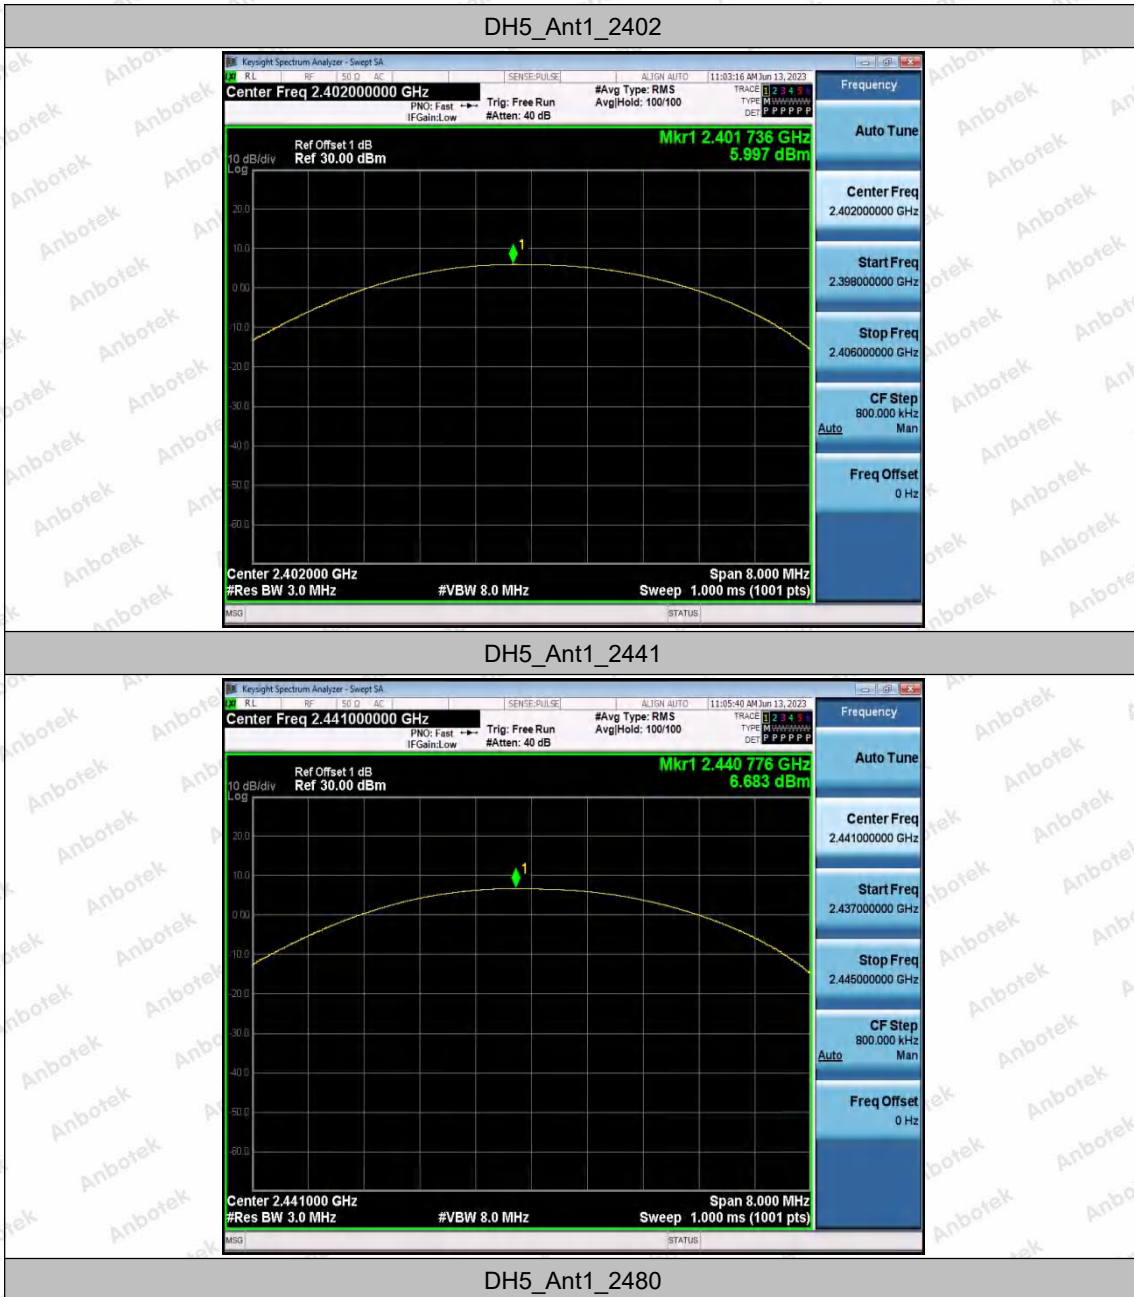 DH5_Ant1_2402
Keysight Spectrum Analyzer - Swept SA
RL RF 50 Ω AC SENSE:PULSE ALIGN AUTO 11:03:16 AM Jun 13, 2023
Center Freq 2.402000000 GHz
PNO: Fast
IFGain:Low
Trig: Free Run
#Atten: 40 dB
#Avg Type: RMS
Avg|Hold: 100/100
TRACE 1 2 3 4 5 6
TYPE M WWWWW
DET P P P P P P
Frequency
Mkr1 2.401 736 GHz
5.997 dBm
Ref Offset 1 dB
10 dB/div Ref 30.00 dBm
Log
20.0
10.0
0.00
-10.0
-20.0
-30.0
-40.0
-50.0
-60.0
1
Auto Tune
Center Freq
2.402000000 GHz
Start Freq
2.398000000 GHz
Stop Freq
2.406000000 GHz
CF Step
800.000 kHz
Auto Man
Freq Offset
0 Hz
Center 2.402000 GHz Span 8.000 MHz
#Res BW 3.0 MHz #VBW 8.0 MHz Sweep 1.000 ms (1001 pts)
MSG STATUS
DH5_Ant1_2441
Keysight Spectrum Analyzer - Swept SA
RL RF 50 Ω AC SENSE:PULSE ALIGN AUTO 11:05:40 AM Jun 13, 2023
Center Freq 2.441000000 GHz
PNO: Fast
IFGain:Low
Trig: Free Run
#Atten: 40 dB
#Avg Type: RMS
Avg|Hold: 100/100
TRACE 1 2 3 4 5 6
TYPE M WWWWW
DET P P P P P P
Frequency
Mkr1 2.440 776 GHz
6.683 dBm
Ref Offset 1 dB
10 dB/div Ref 30.00 dBm
Log
20.0
10.0
0.00
-10.0
-20.0
-30.0
-40.0
-50.0
-60.0
1
Auto Tune
Center Freq
2.441000000 GHz
Start Freq
2.437000000 GHz
Stop Freq
2.445000000 GHz
CF Step
800.000 kHz
Auto Man
Freq Offset
0 Hz
Center 2.441000 GHz Span 8.000 MHz
#Res BW 3.0 MHz #VBW 8.0 MHz Sweep 1.000 ms (1001 pts)
MSG STATUS
DH5_Ant1_2480
Anbotek